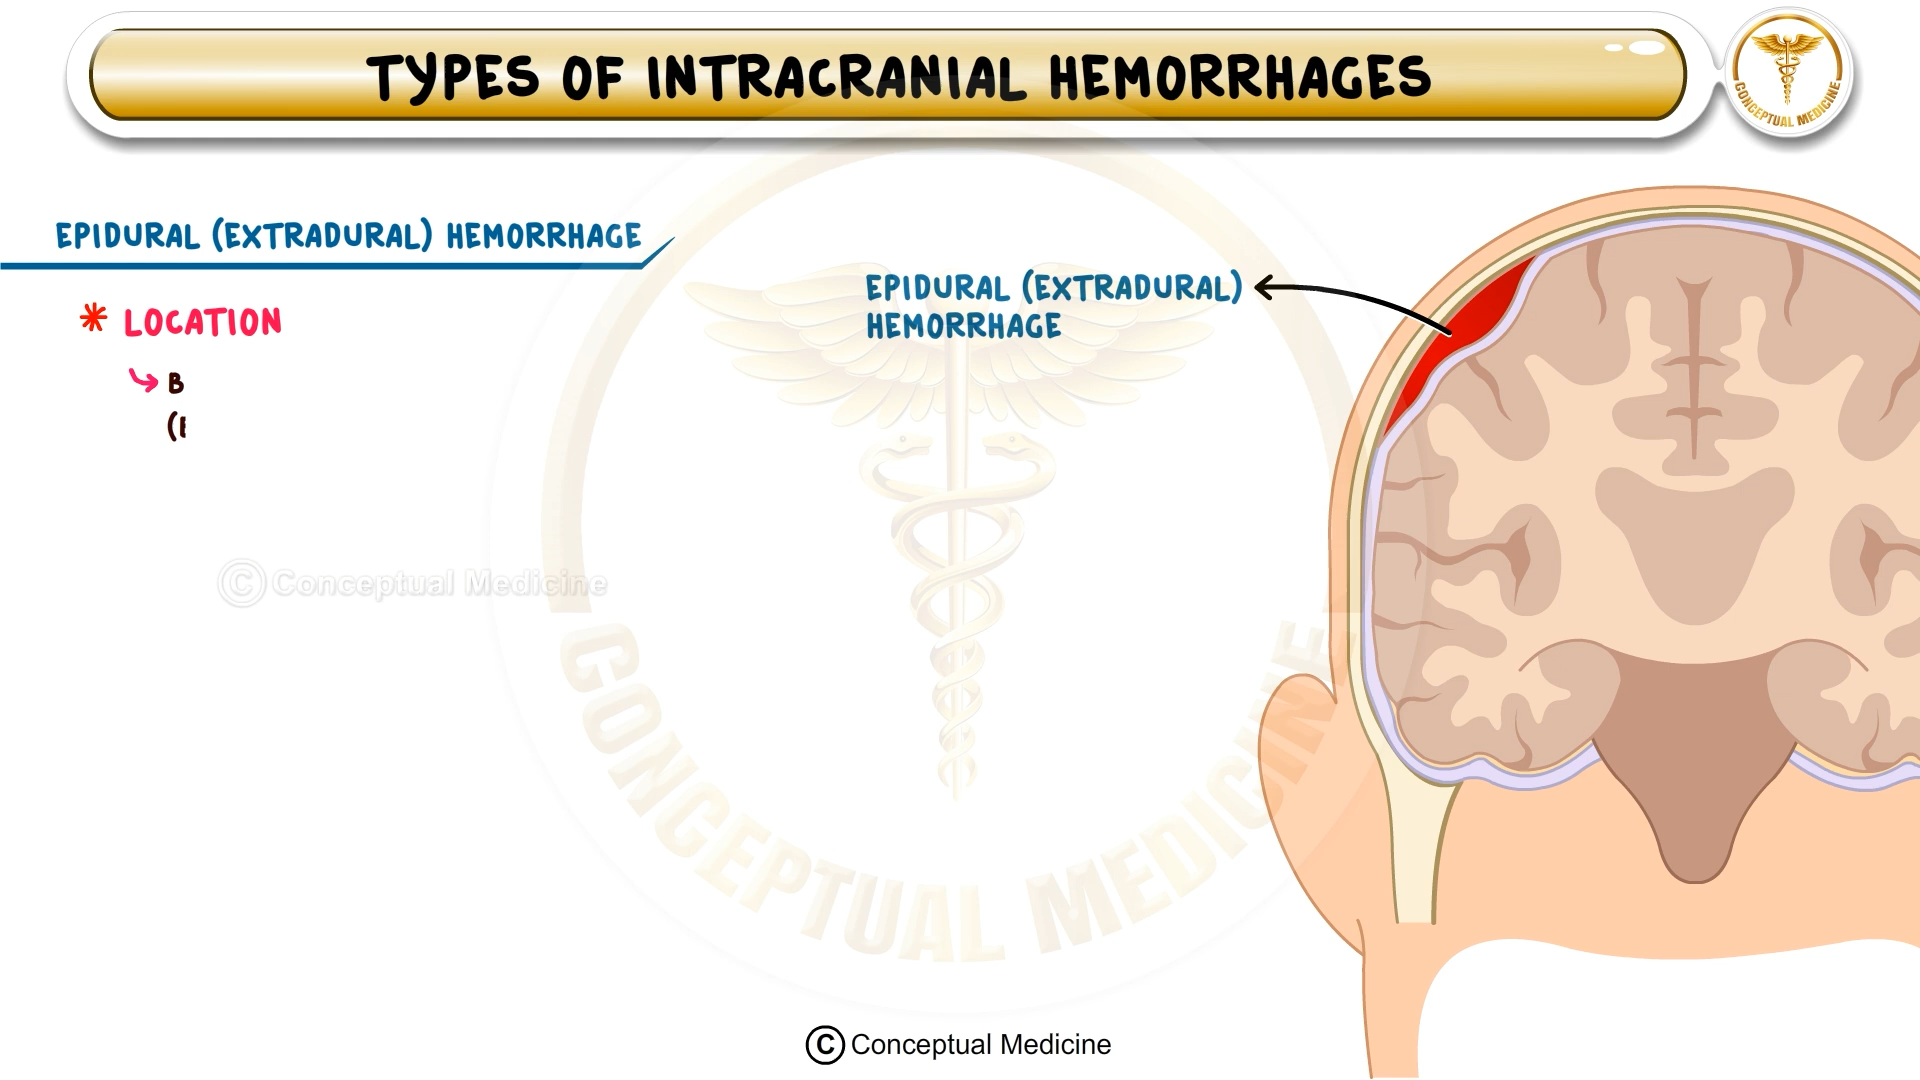 TYPES OF INTRACRANIAL HEMORRHAGES
CONCEPTUAL MEDICINE
EPIDURAL (EXTRADURAL) HEMORRHAGE
* LOCATION
B
(
EPIDURAL (EXTRADURAL)
HEMORRHAGE
© Conceptual Medicine
CONCEPTUAL MEDICINE
© Conceptual Medicine